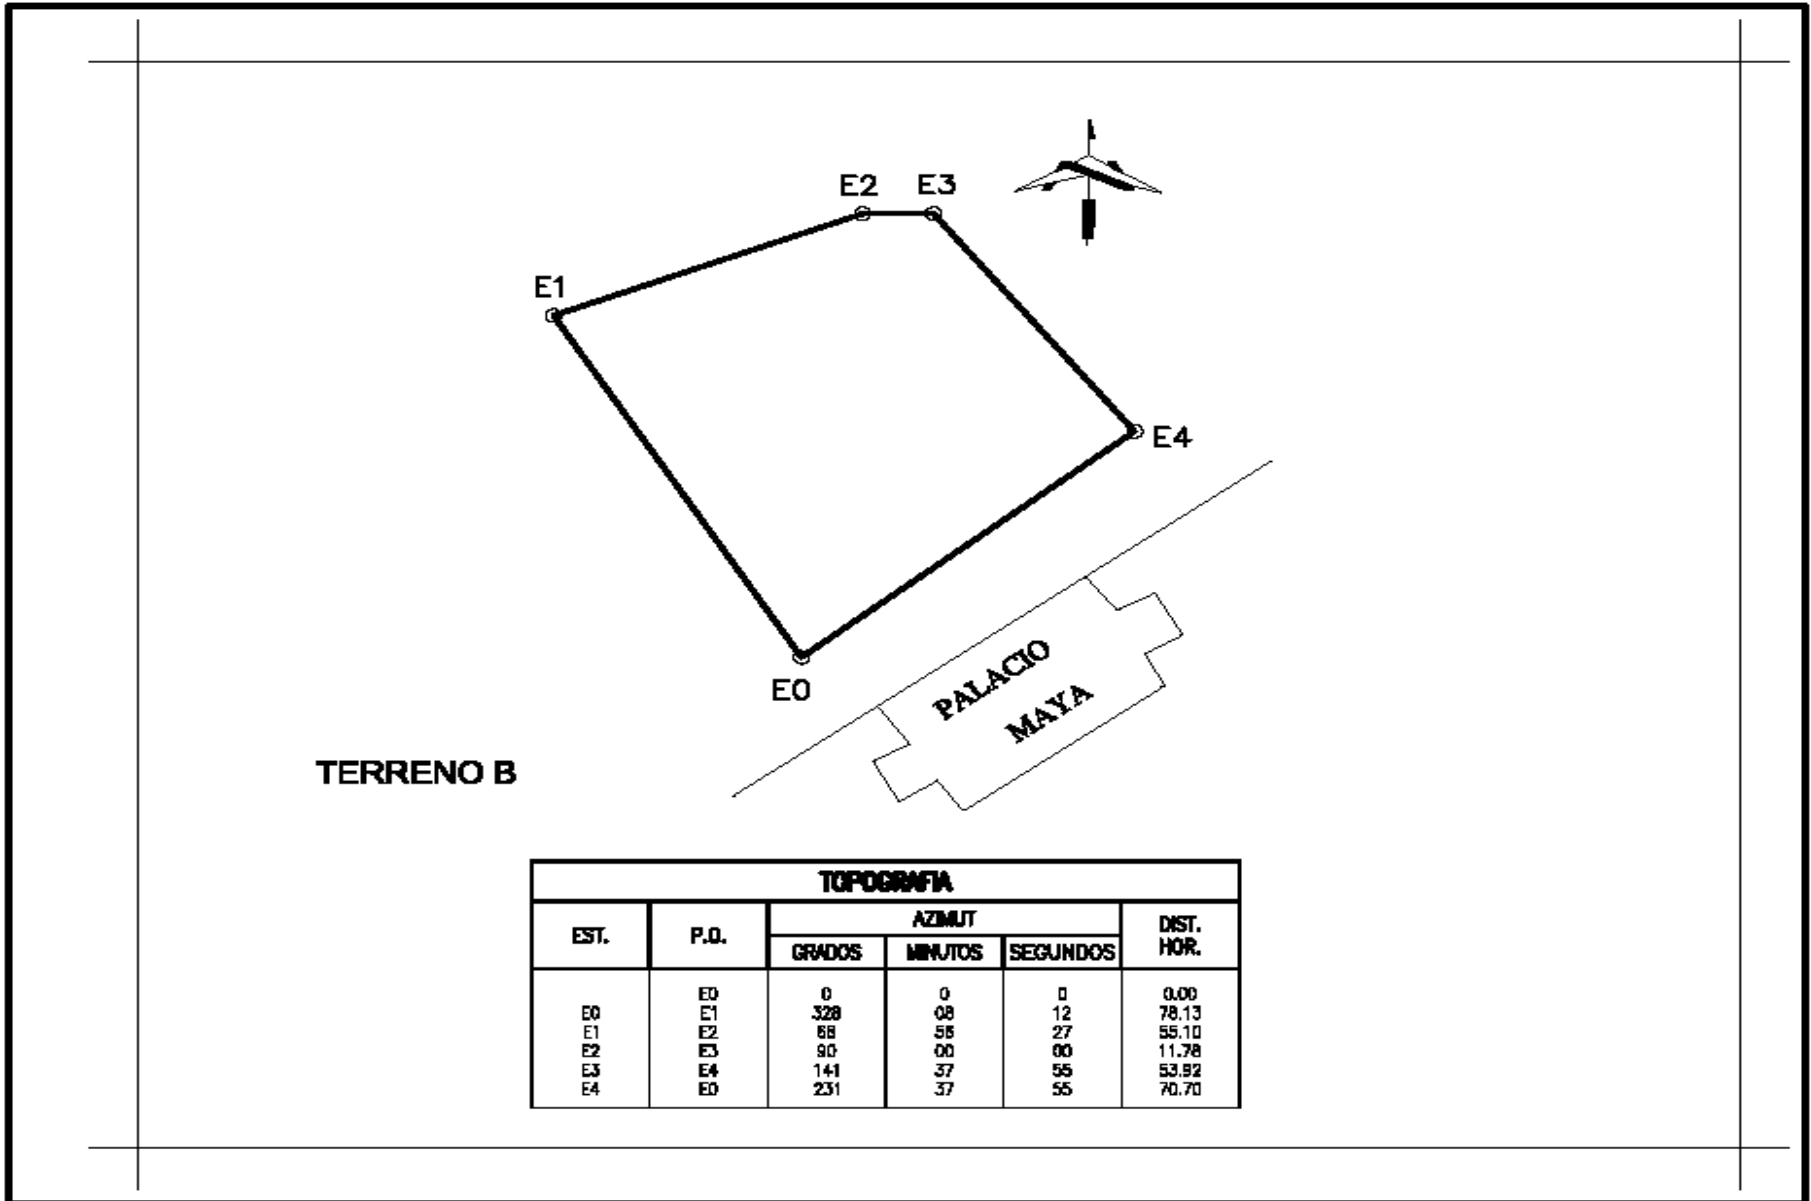 E2 E3
E1
E4
E0
PALACIO
MAYA
TERRENO B
TOPOGRAFIA
EST. P.O. AZIMUT DIST. HOR.
GRADOS MINUTOS SEGUNDOS
E0 0 0 0 0.00
E0 E1 328 08 12 78.13
E1 E2 68 56 27 55.10
E2 E3 90 00 00 11.78
E3 E4 141 37 55 53.92
E4 E0 231 37 55 70.70